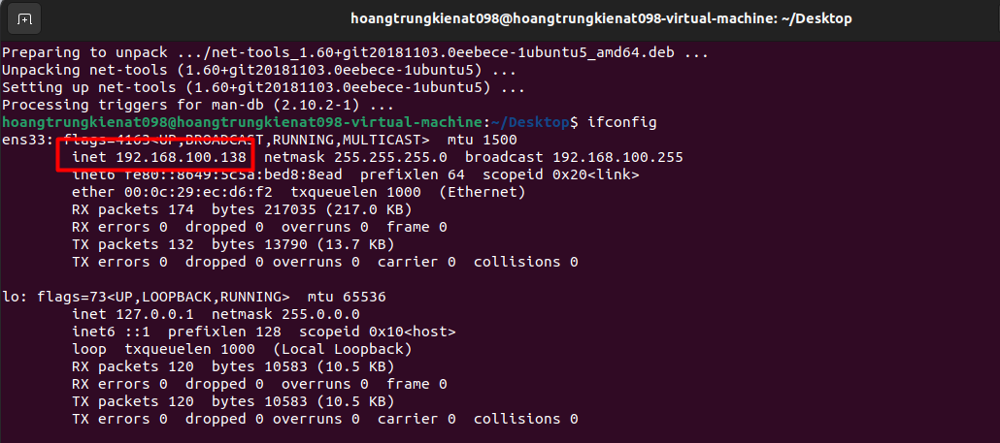 hoangtrungkienat098@hoangtrungkienat098-virtual-machine: ~/Desktop
Preparing to unpack .../net-tools_1.60+git20181103.0eebece-1ubuntu5_amd64.deb ...
Unpacking net-tools (1.60+git20181103.0eebece-1ubuntu5) ...
Setting up net-tools (1.60+git20181103.0eebece-1ubuntu5) ...
Processing triggers for man-db (2.10.2-1) ...
hoangtrungkienat098@hoangtrungkienat098-virtual-machine:~/Desktop$ ifconfig
ens33: flags=4163<UP,BROADCAST,RUNNING,MULTICAST>  mtu 1500
inet 192.168.100.138  netmask 255.255.255.0  broadcast 192.168.100.255
inet6 fe80::8649:5c5a:bed8:8ead  prefixlen 64  scopeid 0x20<link>
ether 00:0c:29:ec:d6:f2  txqueuelen 1000  (Ethernet)
RX packets 174  bytes 217035 (217.0 KB)
RX errors 0  dropped 0  overruns 0  frame 0
TX packets 132  bytes 13790 (13.7 KB)
TX errors 0  dropped 0 overruns 0  carrier 0  collisions 0
lo: flags=73<UP,LOOPBACK,RUNNING>  mtu 65536
inet 127.0.0.1  netmask 255.0.0.0
inet6 ::1  prefixlen 128  scopeid 0x10<host>
loop  txqueuelen 1000  (Local Loopback)
RX packets 120  bytes 10583 (10.5 KB)
RX errors 0  dropped 0  overruns 0  frame 0
TX packets 120  bytes 10583 (10.5 KB)
TX errors 0  dropped 0 overruns 0  carrier 0  collisions 0